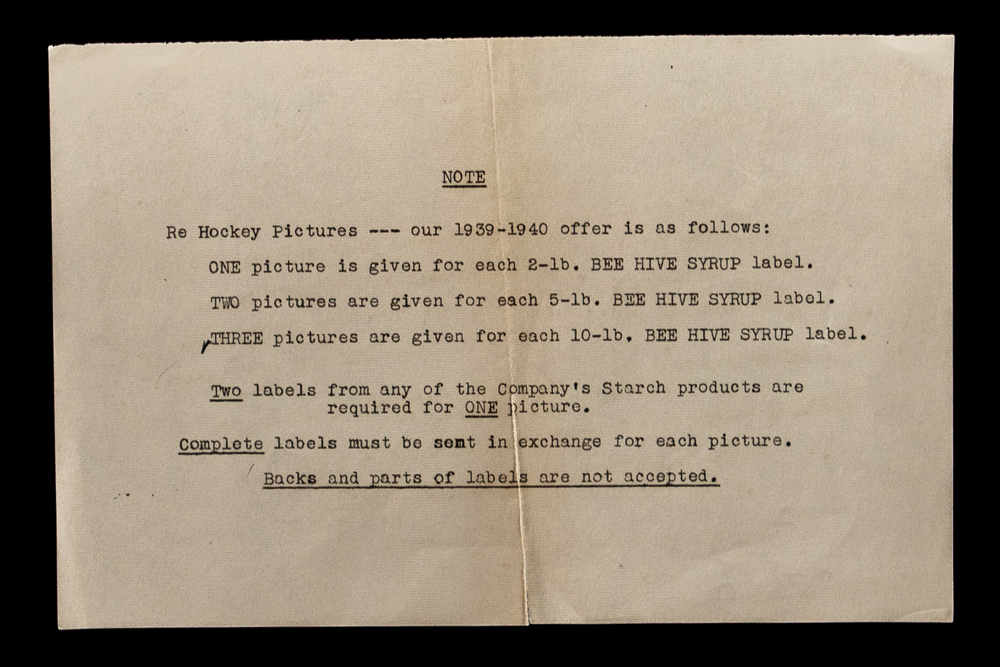 NOTE
Re Hockey Pictures --- our 1939-1940 offer is as follows:
ONE picture is given for each 2-lb. BEE HIVE SYRUP label.
TWO pictures are given for each 5-lb. BEE HIVE SYRUP label.
THREE pictures are given for each 10-lb. BEE HIVE SYRUP label.
Two labels from any of the Company's Starch products are
required for ONE picture.
Complete labels must be sent in exchange for each picture.
Backs and parts of labels are not accepted.